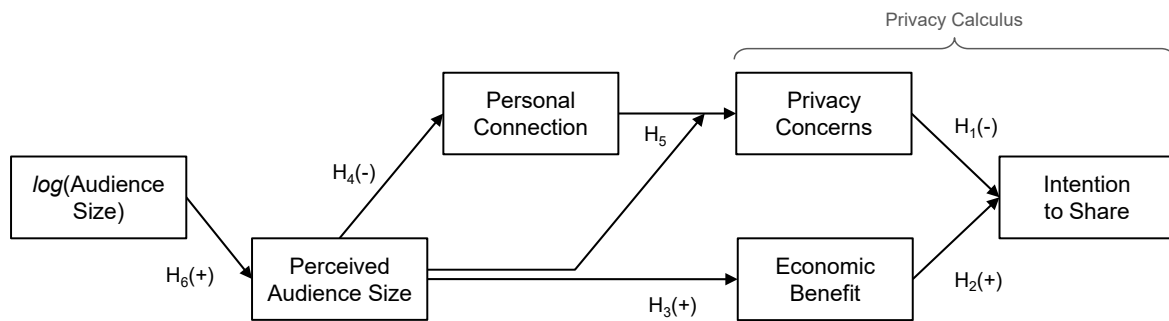 Privacy Calculus
Personal
Connection
Privacy
Concerns
H₅
H₁(-)
H₄(-)
log(Audience
Size)
Intention
to Share
H₆(+)
Perceived
Audience Size
Economic
Benefit
H₃(+)
H₂(+)